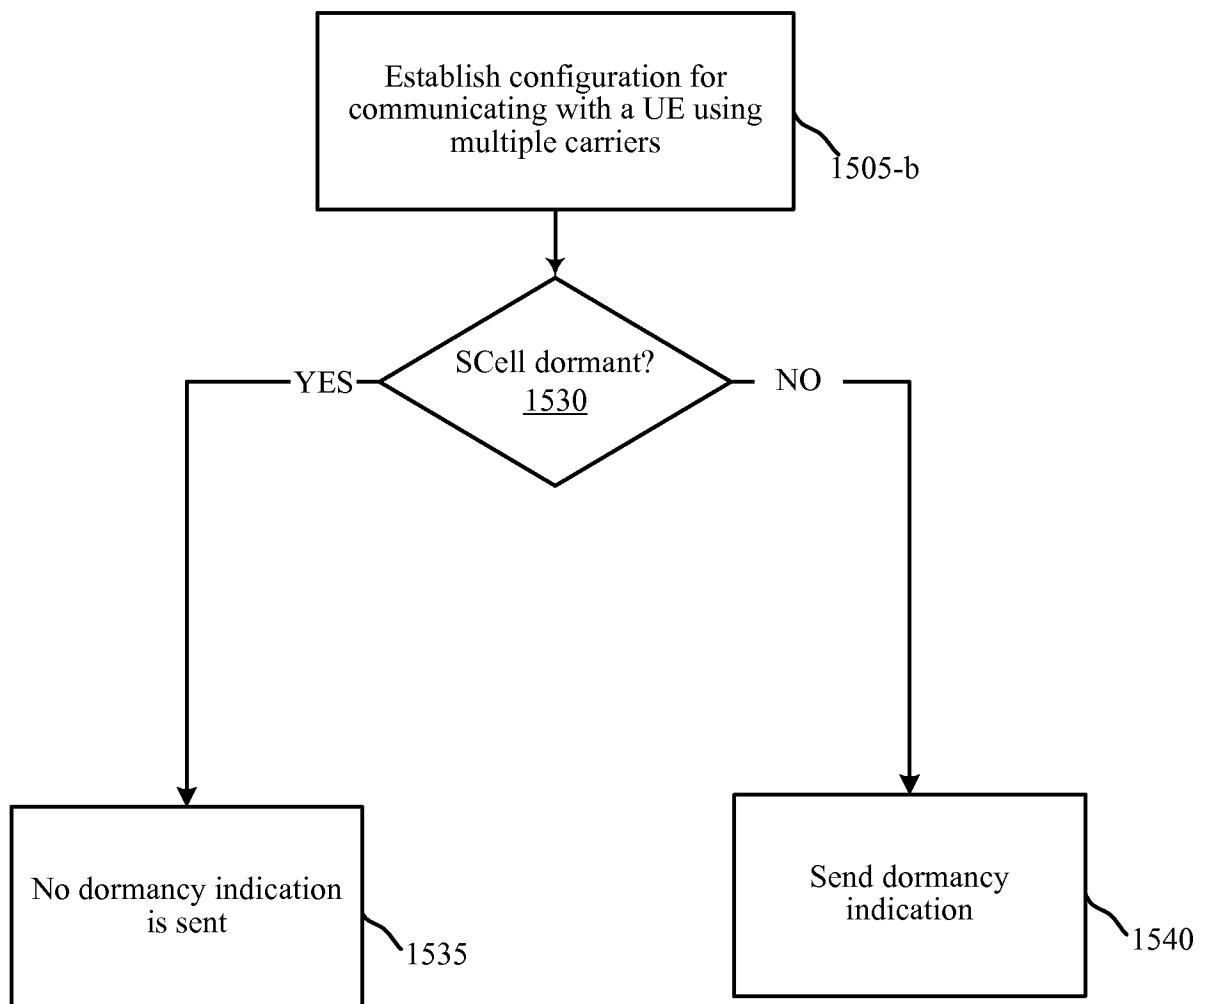 Establish configuration for
communicating with a UE using
multiple carriers
1505-b
SCell dormant?
1530
YES
NO
No dormancy indication
is sent
1535
Send dormancy
indication
1540